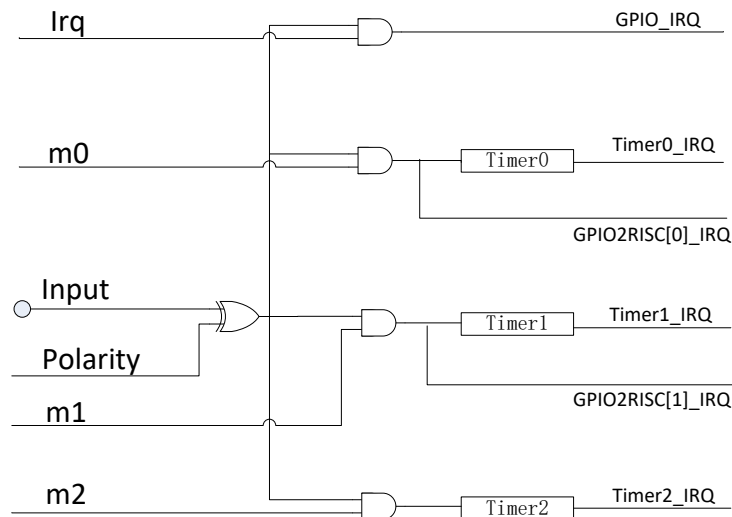 Irq
GPIO_IRQ
m0
Timer0
Timer0_IRQ
GPIO2RISC[0]_IRQ
Input
Timer1
Timer1_IRQ
Polarity
GPIO2RISC[1]_IRQ
m1
m2
Timer2
Timer2_IRQ